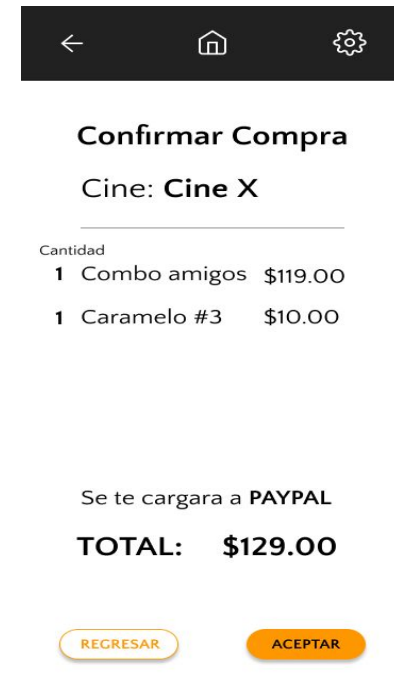 Confirmar Compra
Cine: Cine X
Cantidad
1 Combo amigos $119.00
1 Caramelo #3 $10.00
Se te cargara a PAYPAL
TOTAL: $129.00
REGRESAR ACEPTAR